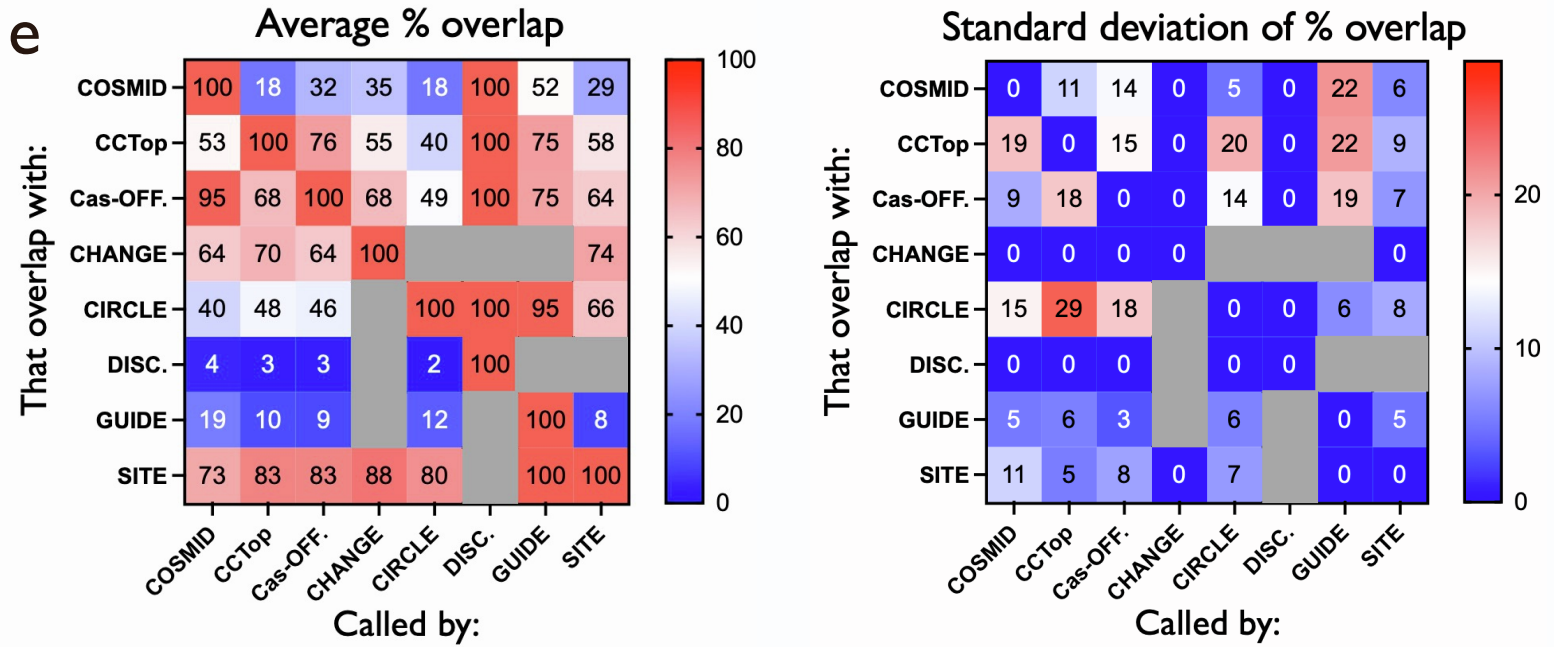 e
Average % overlap
Standard deviation of % overlap
That overlap with:
COSMID 100 18 32 35 18 100 52 29
CCTop 53 100 76 55 40 100 75 58
Cas-OFF. 95 68 100 68 49 100 75 64
CHANGE 64 70 64 100 74
CIRCLE 40 48 46 100 100 95 66
DISC. 4 3 3 2 100
GUIDE 19 10 9 12 100 8
SITE 73 83 83 88 80 100 100
COSMID CCTop Cas-OFF. CHANGE CIRCLE DISC. GUIDE SITE
Called by:
100
80
60
40
20
0
That overlap with:
COSMID 0 11 14 0 5 0 22 6
CCTop 19 0 15 0 20 0 22 9
Cas-OFF. 9 18 0 0 14 0 19 7
CHANGE 0 0 0 0 0
CIRCLE 15 29 18 0 0 6 8
DISC. 0 0 0 0 0
GUIDE 5 6 3 6 0 5
SITE 11 5 8 0 7 0 0
COSMID CCTop Cas-OFF. CHANGE CIRCLE DISC. GUIDE SITE
Called by:
20
10
0